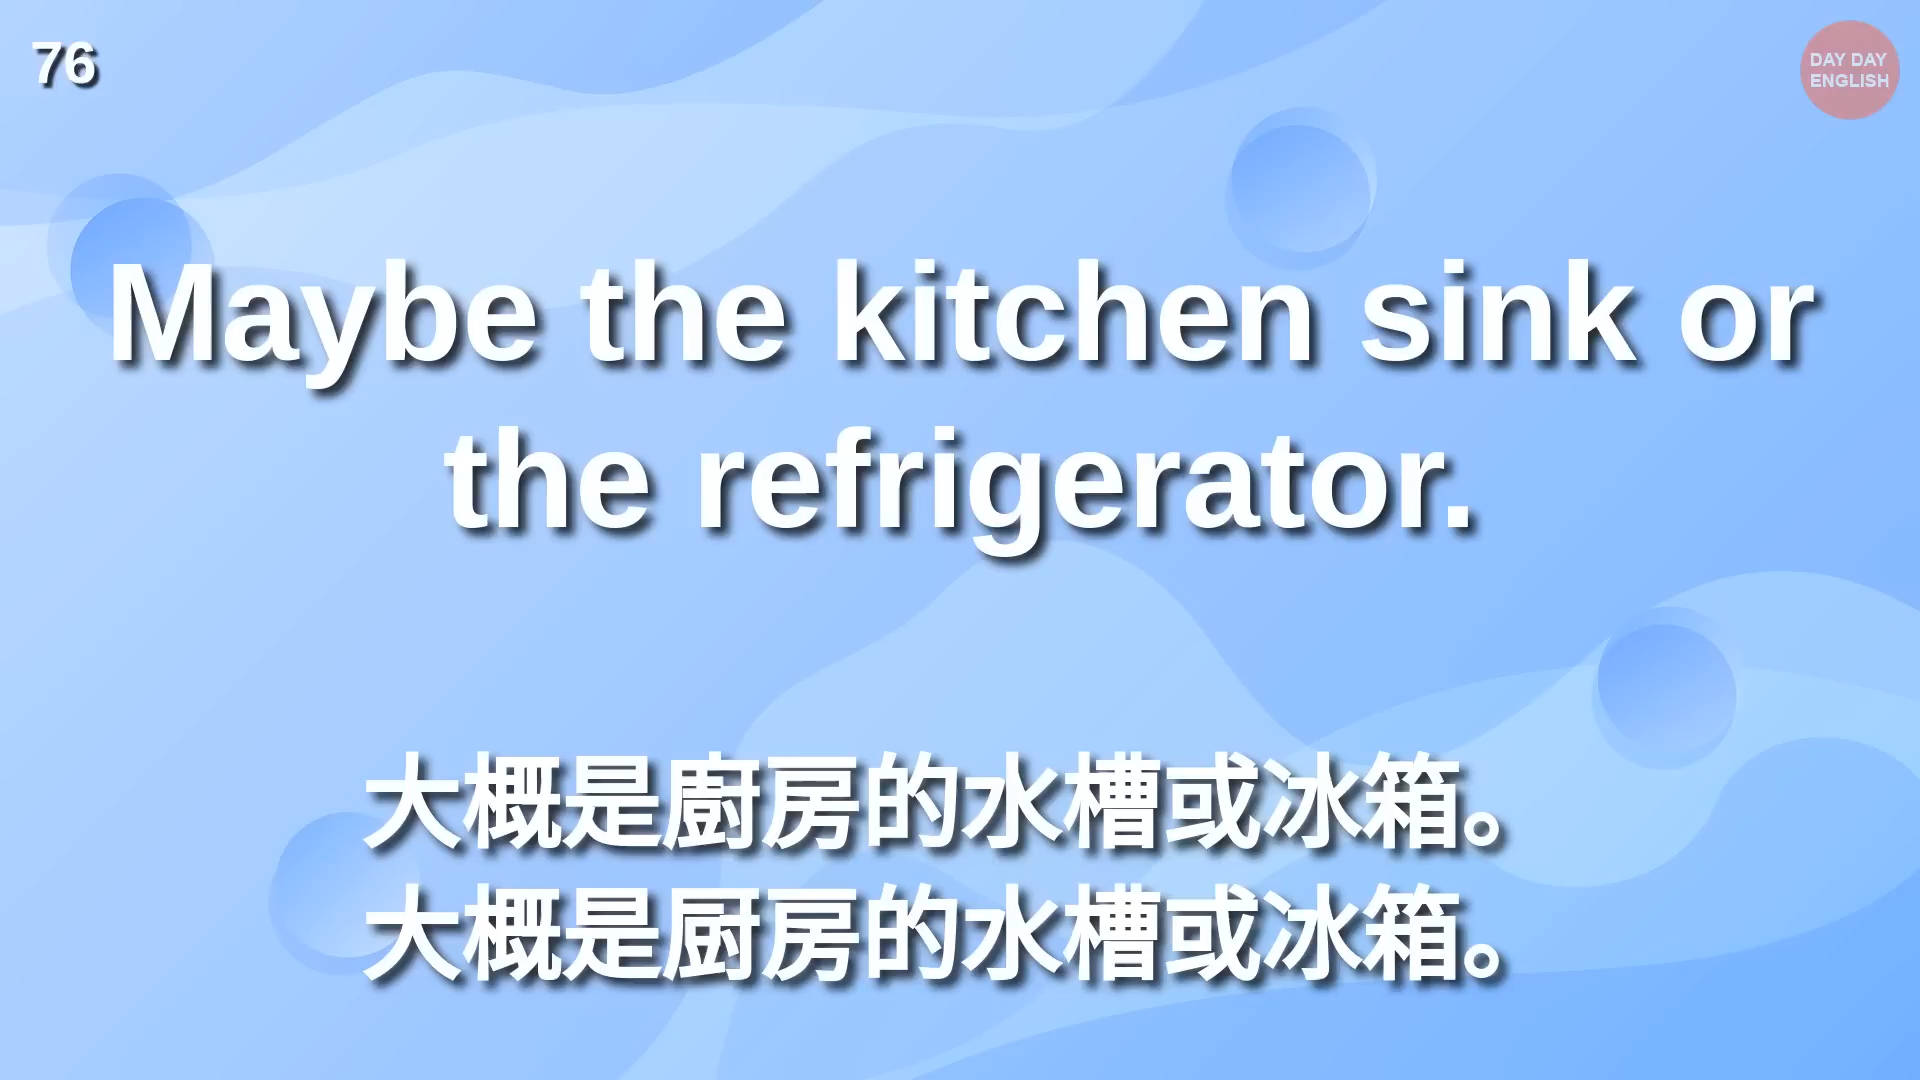 76
DAY DAY
ENGLISH
Maybe the kitchen sink or
the refrigerator.
大概是廚房的水槽或冰箱。
大概是厨房的水槽或冰箱。